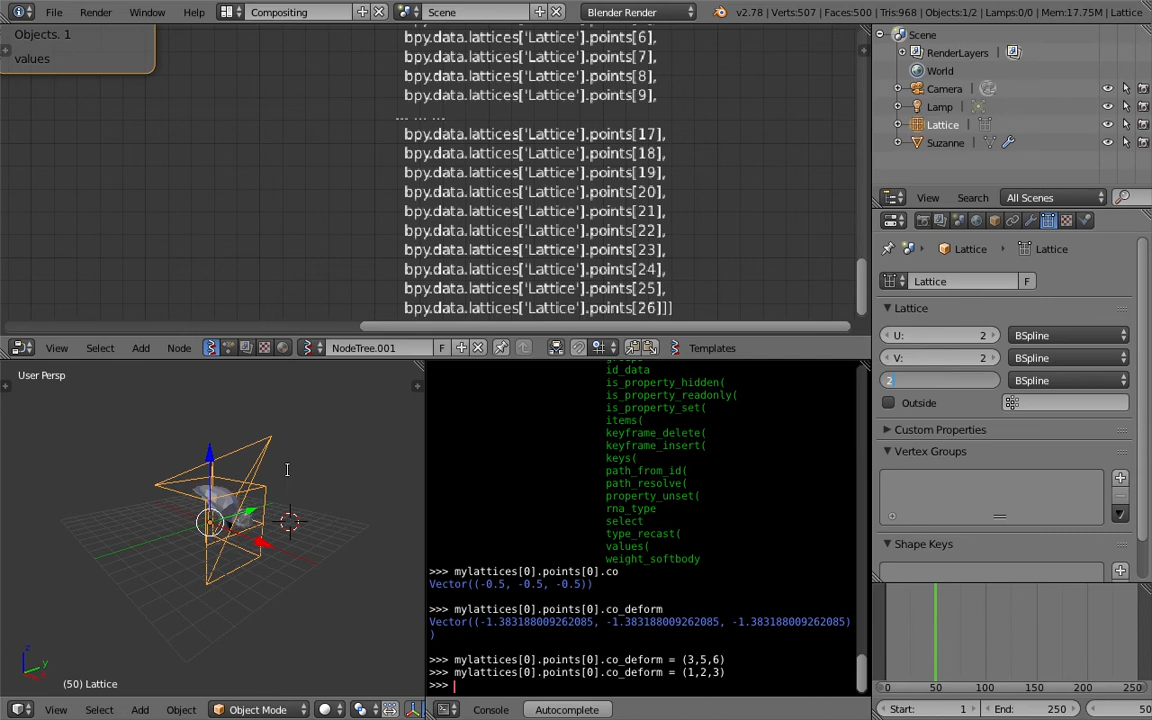 File Render Window Help Compositing Scene Blender Render v2.78 | Verts:507 | Faces:500 | Tris:968 | Objects:1/2 | Lamps:0/0 | Mem:17.75M | Lattice
Objects. 1
values
bpy.data.lattices['Lattice'].points[6],
bpy.data.lattices['Lattice'].points[7],
bpy.data.lattices['Lattice'].points[8],
bpy.data.lattices['Lattice'].points[9],
... ... ...
bpy.data.lattices['Lattice'].points[17],
bpy.data.lattices['Lattice'].points[18],
bpy.data.lattices['Lattice'].points[19],
bpy.data.lattices['Lattice'].points[20],
bpy.data.lattices['Lattice'].points[21],
bpy.data.lattices['Lattice'].points[22],
bpy.data.lattices['Lattice'].points[23],
bpy.data.lattices['Lattice'].points[24],
bpy.data.lattices['Lattice'].points[25],
bpy.data.lattices['Lattice'].points[26]]]
View Select Add Node NodeTree.001 F Templates
Scene
RenderLayers |
World
Camera |
Lamp |
Lattice |
Suzanne |
View Search All Scenes
Lattice Lattice
Lattice F
Lattice
U: 2 BSpline
V: 2 BSpline
2 BSpline
Outside
Custom Properties
Vertex Groups
Shape Keys
User Persp
(50) Lattice
View Select Add Object Object Mode
id_data
is_property_hidden(
is_property_readonly(
is_property_set(
items(
keyframe_delete(
keyframe_insert(
keys(
path_from_id(
path_resolve(
property_unset(
rna_type
select
type_recast(
values(
weight_softbody
>>> mylattices[0].points[0].co
Vector((-0.5, -0.5, -0.5))
>>> mylattices[0].points[0].co_deform
Vector((-1.383188009262085, -1.383188009262085, -1.383188009262085)
)
>>> mylattices[0].points[0].co_deform = (3,5,6)
>>> mylattices[0].points[0].co_deform = (1,2,3)
>>>
Console Autocomplete
0 50 100 150 200 250
View Start: 1 End: 250 50